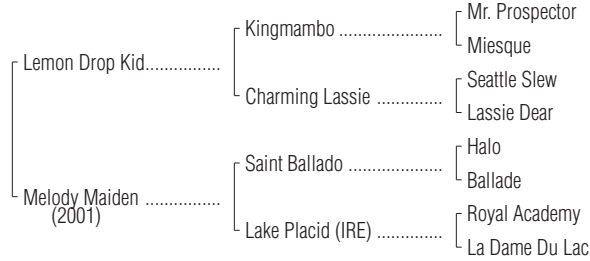 Mr. Prospector
Kingmambo .....................
Miesque
Lemon Drop Kid................
Seattle Slew
Charming Lassie ..............
Lassie Dear
Halo
Saint Ballado ...................
Ballade
Melody Maiden ................
(2001)
Royal Academy
Lake Placid (IRE) ..............
La Dame Du Lac